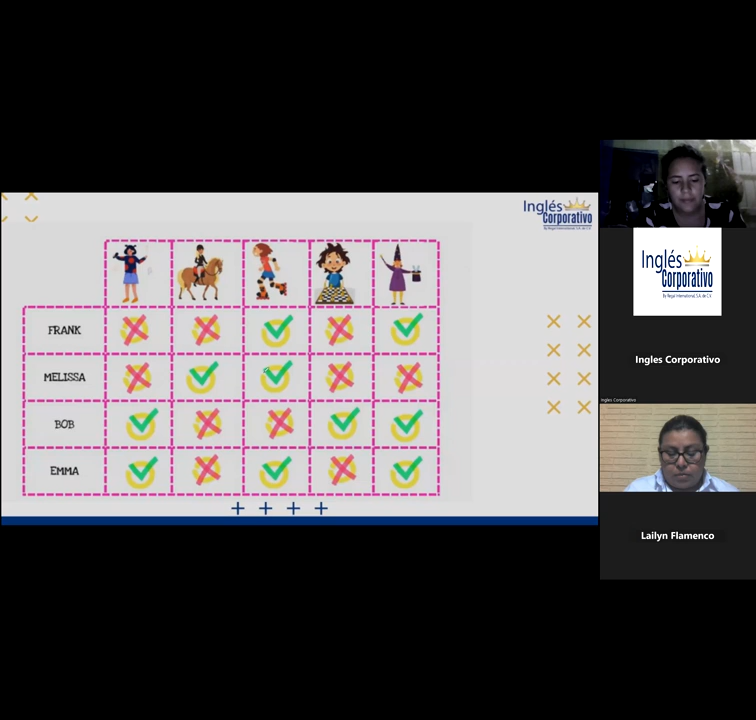 Inglés
Corporativo
By Regal International, S.A. de C.V.
FRANK
MELISSA
BOB
EMMA
Inglés
Corporativo
By Regal International, S.A. de C.V
Ingles Corporativo
Ingles Corporativo
Lailyn Flamenco